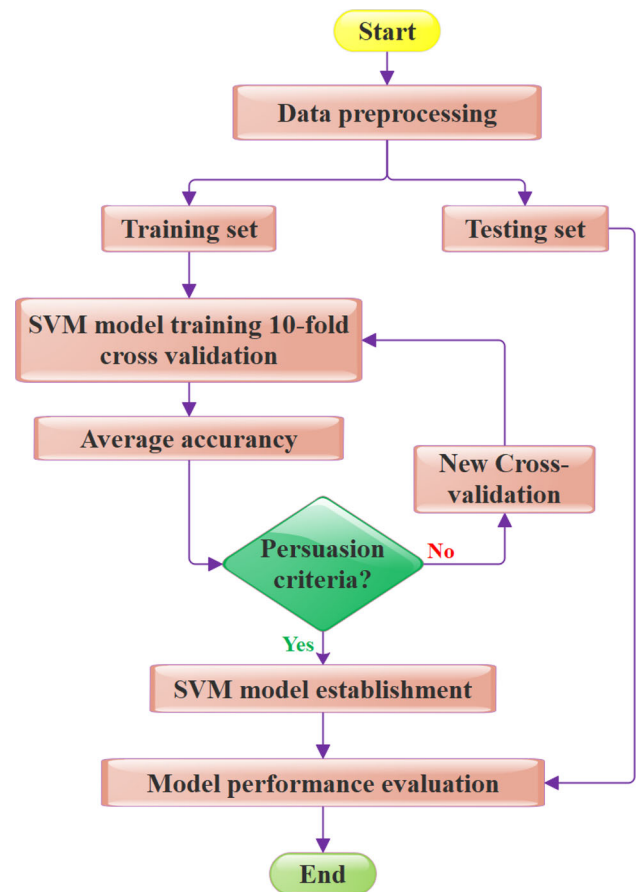 Start
Data preprocessing
Training set
Testing set
SVM model training 10-fold
cross validation
Average accurancy
New Cross-
validation
Persuasion
criteria?
No
Yes
SVM model establishment
Model performance evaluation
End